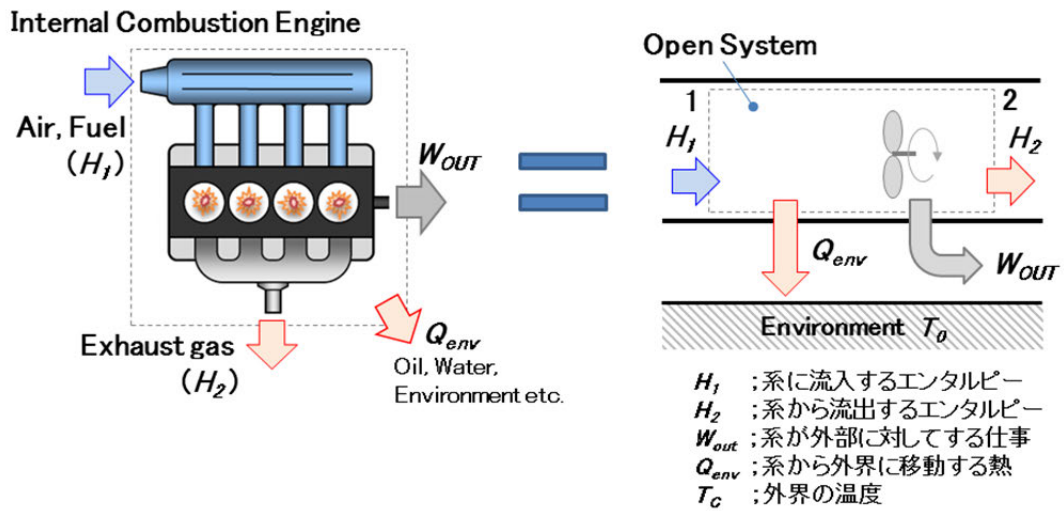 Internal Combustion Engine
Air, Fuel
(H1)
WOUT
Exhaust gas
(H2)
Qenv
Oil, Water,
Environment etc.
Open System
1
2
H1
H2
Qenv
WOUT
Environment T0
H1 ;系に流入するエンタルピー
H2 ;系から流出するエンタルピー
Wout ;系が外部に対してする仕事
Qenv ;系から外界に移動する熱
TC ;外界の温度